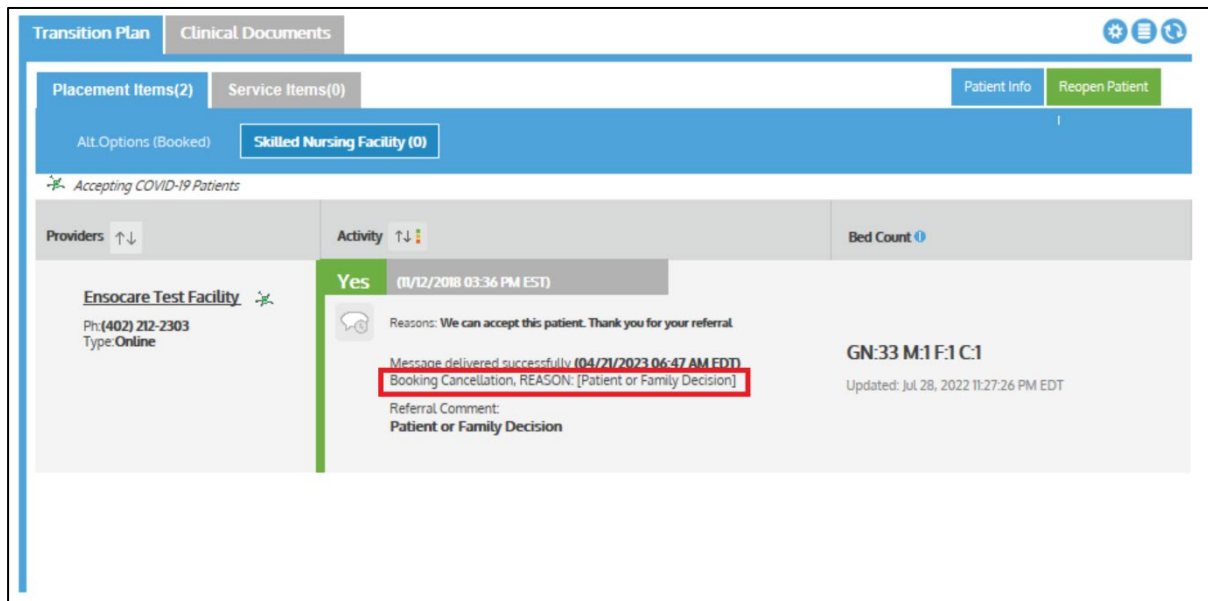 Transition Plan
Clinical Documents
Placement Items(2)
Service Items(0)
Patient Info
Reopen Patient
Alt.Options (Booked)
Skilled Nursing Facility (0)
Accepting COVID-19 Patients
Providers
Activity
Bed Count
Ensocare Test Facility
Ph:(402) 212-2303
Type:Online
Yes
(11/12/2018 03:36 PM EST)
Reasons: We can accept this patient. Thank you for your referral
Message delivered successfully (04/21/2023 06:47 AM EDT)
Booking Cancellation, REASON: [Patient or Family Decision]
Referral Comment:
Patient or Family Decision
GN:33 M:1 F:1 C:1
Updated: Jul 28, 2022 11:27:26 PM EDT